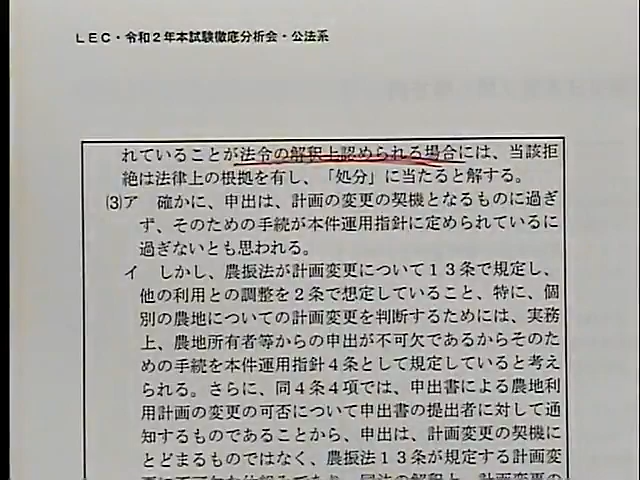 LEC・令和2年本試験徹底分析会・公法系
れていることが法令の解釈上認められる場合には、当該拒
絶は法律上の根拠を有し、「処分」に当たると解する。
(3)ア 確かに、申出は、計画の変更の契機となるものに過ぎ
ず、そのための手続が本件運用指針に定められているに
過ぎないとも思われる。
イ しかし、農振法が計画変更について13条で規定し、
他の利用との調整を2条で想定していること、特に、個
別の農地についての計画変更を判断するためには、実務
上、農地所有者等からの申出が不可欠であるからそのた
めの手続を本件運用指針4条として規定していると考え
られる。さらに、同4条4項では、申出書による農地利
用計画の変更の可否について申出書の提出者に対して通
知するものであることから、申出は、計画変更の契機に
とどまるものではなく、農振法13条が規定する計画変